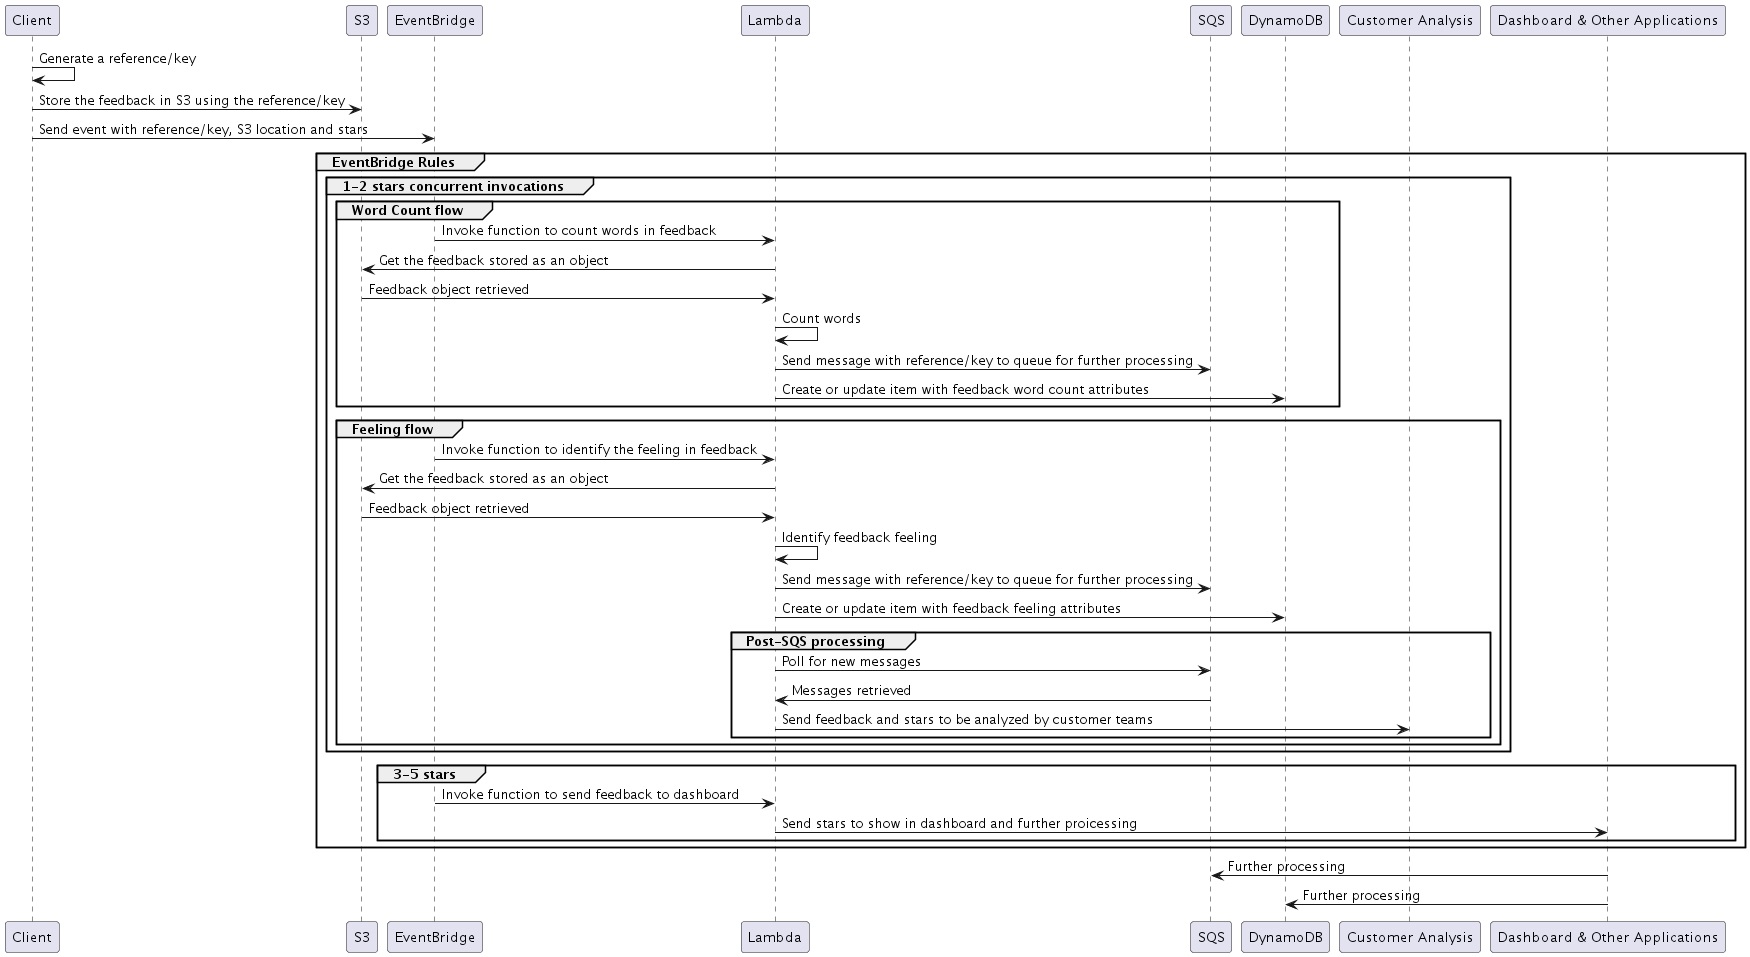 Client S3 EventBridge Lambda SQS DynamoDB Customer Analysis Dashboard & Other Applications
Generate a reference/key
Store the feedback in S3 using the reference/key
Send event with reference/key, S3 location and stars
EventBridge Rules
1-2 stars concurrent invocations
Word Count flow
Invoke function to count words in feedback
Get the feedback stored as an object
Feedback object retrieved
Count words
Send message with reference/key to queue for further processing
Create or update item with feedback word count attributes
Feeling flow
Invoke function to identify the feeling in feedback
Get the feedback stored as an object
Feedback object retrieved
Identify feedback feeling
Send message with reference/key to queue for further processing
Create or update item with feedback feeling attributes
Post-SQS processing
Poll for new messages
Messages retrieved
Send feedback and stars to be analyzed by customer teams
3-5 stars
Invoke function to send feedback to dashboard
Send stars to show in dashboard and further proicessing
Further processing
Further processing
Client S3 EventBridge Lambda SQS DynamoDB Customer Analysis Dashboard & Other Applications